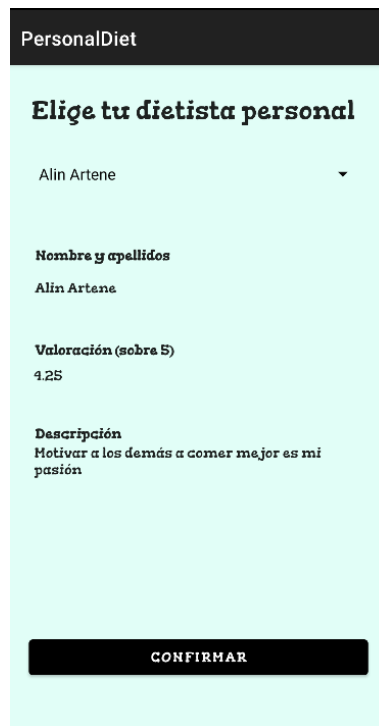 PersonalDiet
Elige tu dietista personal
Alin Artene
Nombre y apellidos
Alin Artene
Valoración (sobre 5)
4.25
Descripción
Motivar a los demás a comer mejor es mi
pasión
CONFIRMAR